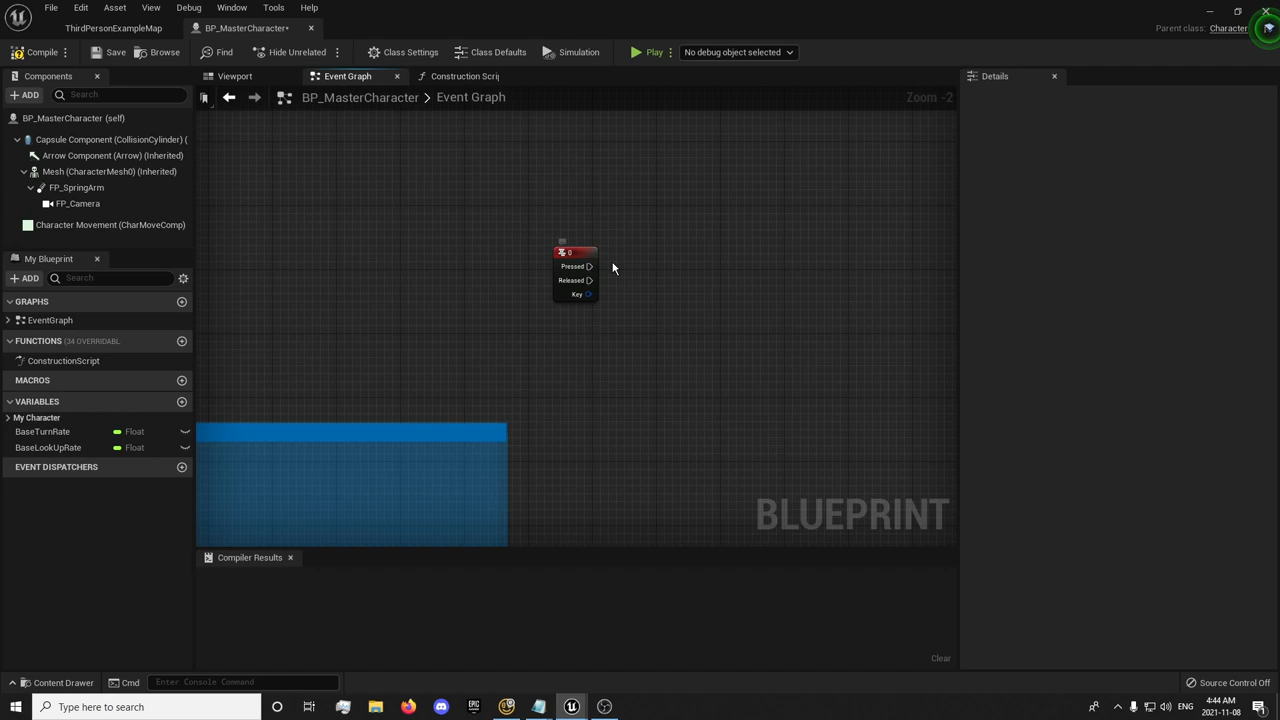 File Edit Asset View Debug Window Tools Help
ThirdPersonExampleMap
BP_MasterCharacter*
Parent class: Character
Compile
Save
Browse
Find
Hide Unrelated
Class Settings
Class Defaults
Simulation
Play
No debug object selected
Components
Viewport
Event Graph
Construction Scrip
Details
+ ADD
Search
BP_MasterCharacter > Event Graph
Zoom -2
BP_MasterCharacter (self)
Capsule Component (CollisionCylinder) (
Arrow Component (Arrow) (Inherited)
Mesh (CharacterMesh0) (Inherited)
FP_SpringArm
FP_Camera
Character Movement (CharMoveComp)
0
Pressed
Released
Key
My Blueprint
+ ADD
Search
GRAPHS
EventGraph
FUNCTIONS (34 OVERRIDABL
ConstructionScript
MACROS
VARIABLES
My Character
BaseTurnRate Float
BaseLookUpRate Float
EVENT DISPATCHERS
BLUEPRINT
Compiler Results
Clear
Content Drawer
Cmd
Enter Console Command
Source Control Off
Type here to search
ENG
4:44 AM
2021-11-08